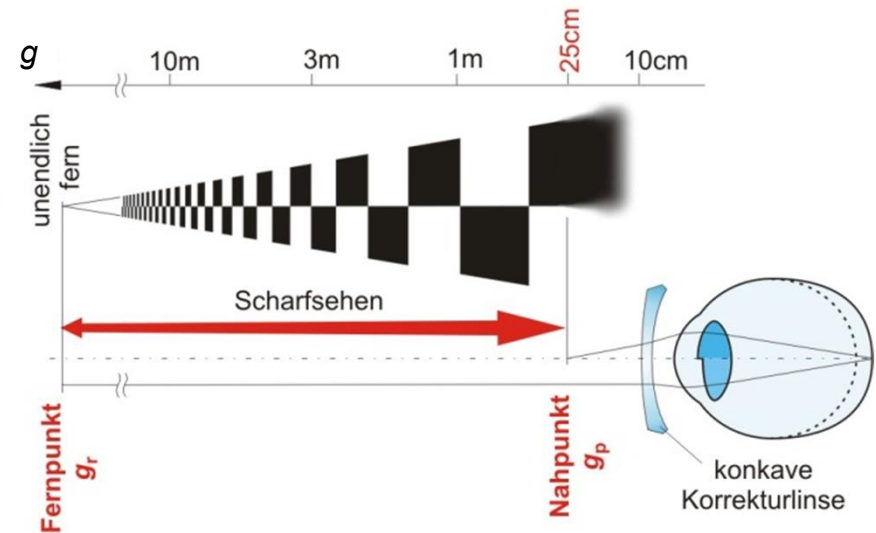 g
10m
3m
1m
25cm
10cm
unendlich
fern
Scharfsehen
Fernpunkt
gr
Nahpunkt
gp
konkave
Korrekturlinse